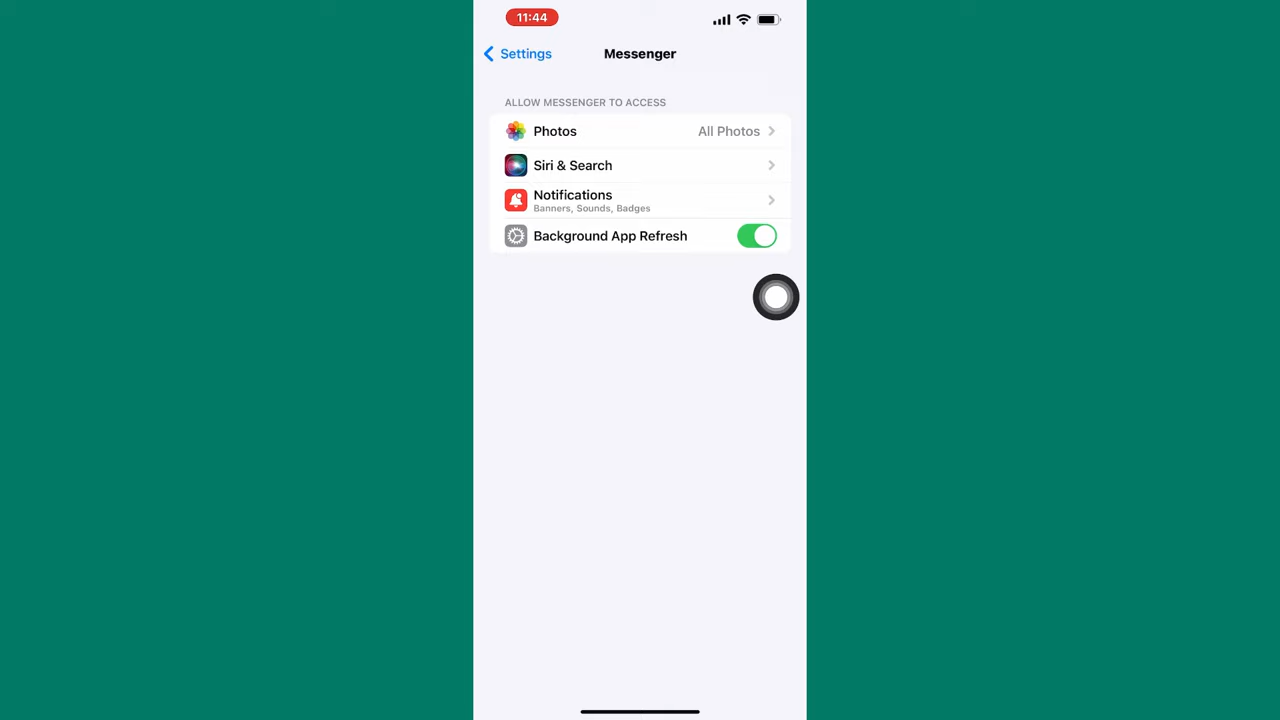 11:44
Settings
Messenger
ALLOW MESSENGER TO ACCESS
Photos All Photos
Siri & Search
Notifications
Banners, Sounds, Badges
Background App Refresh